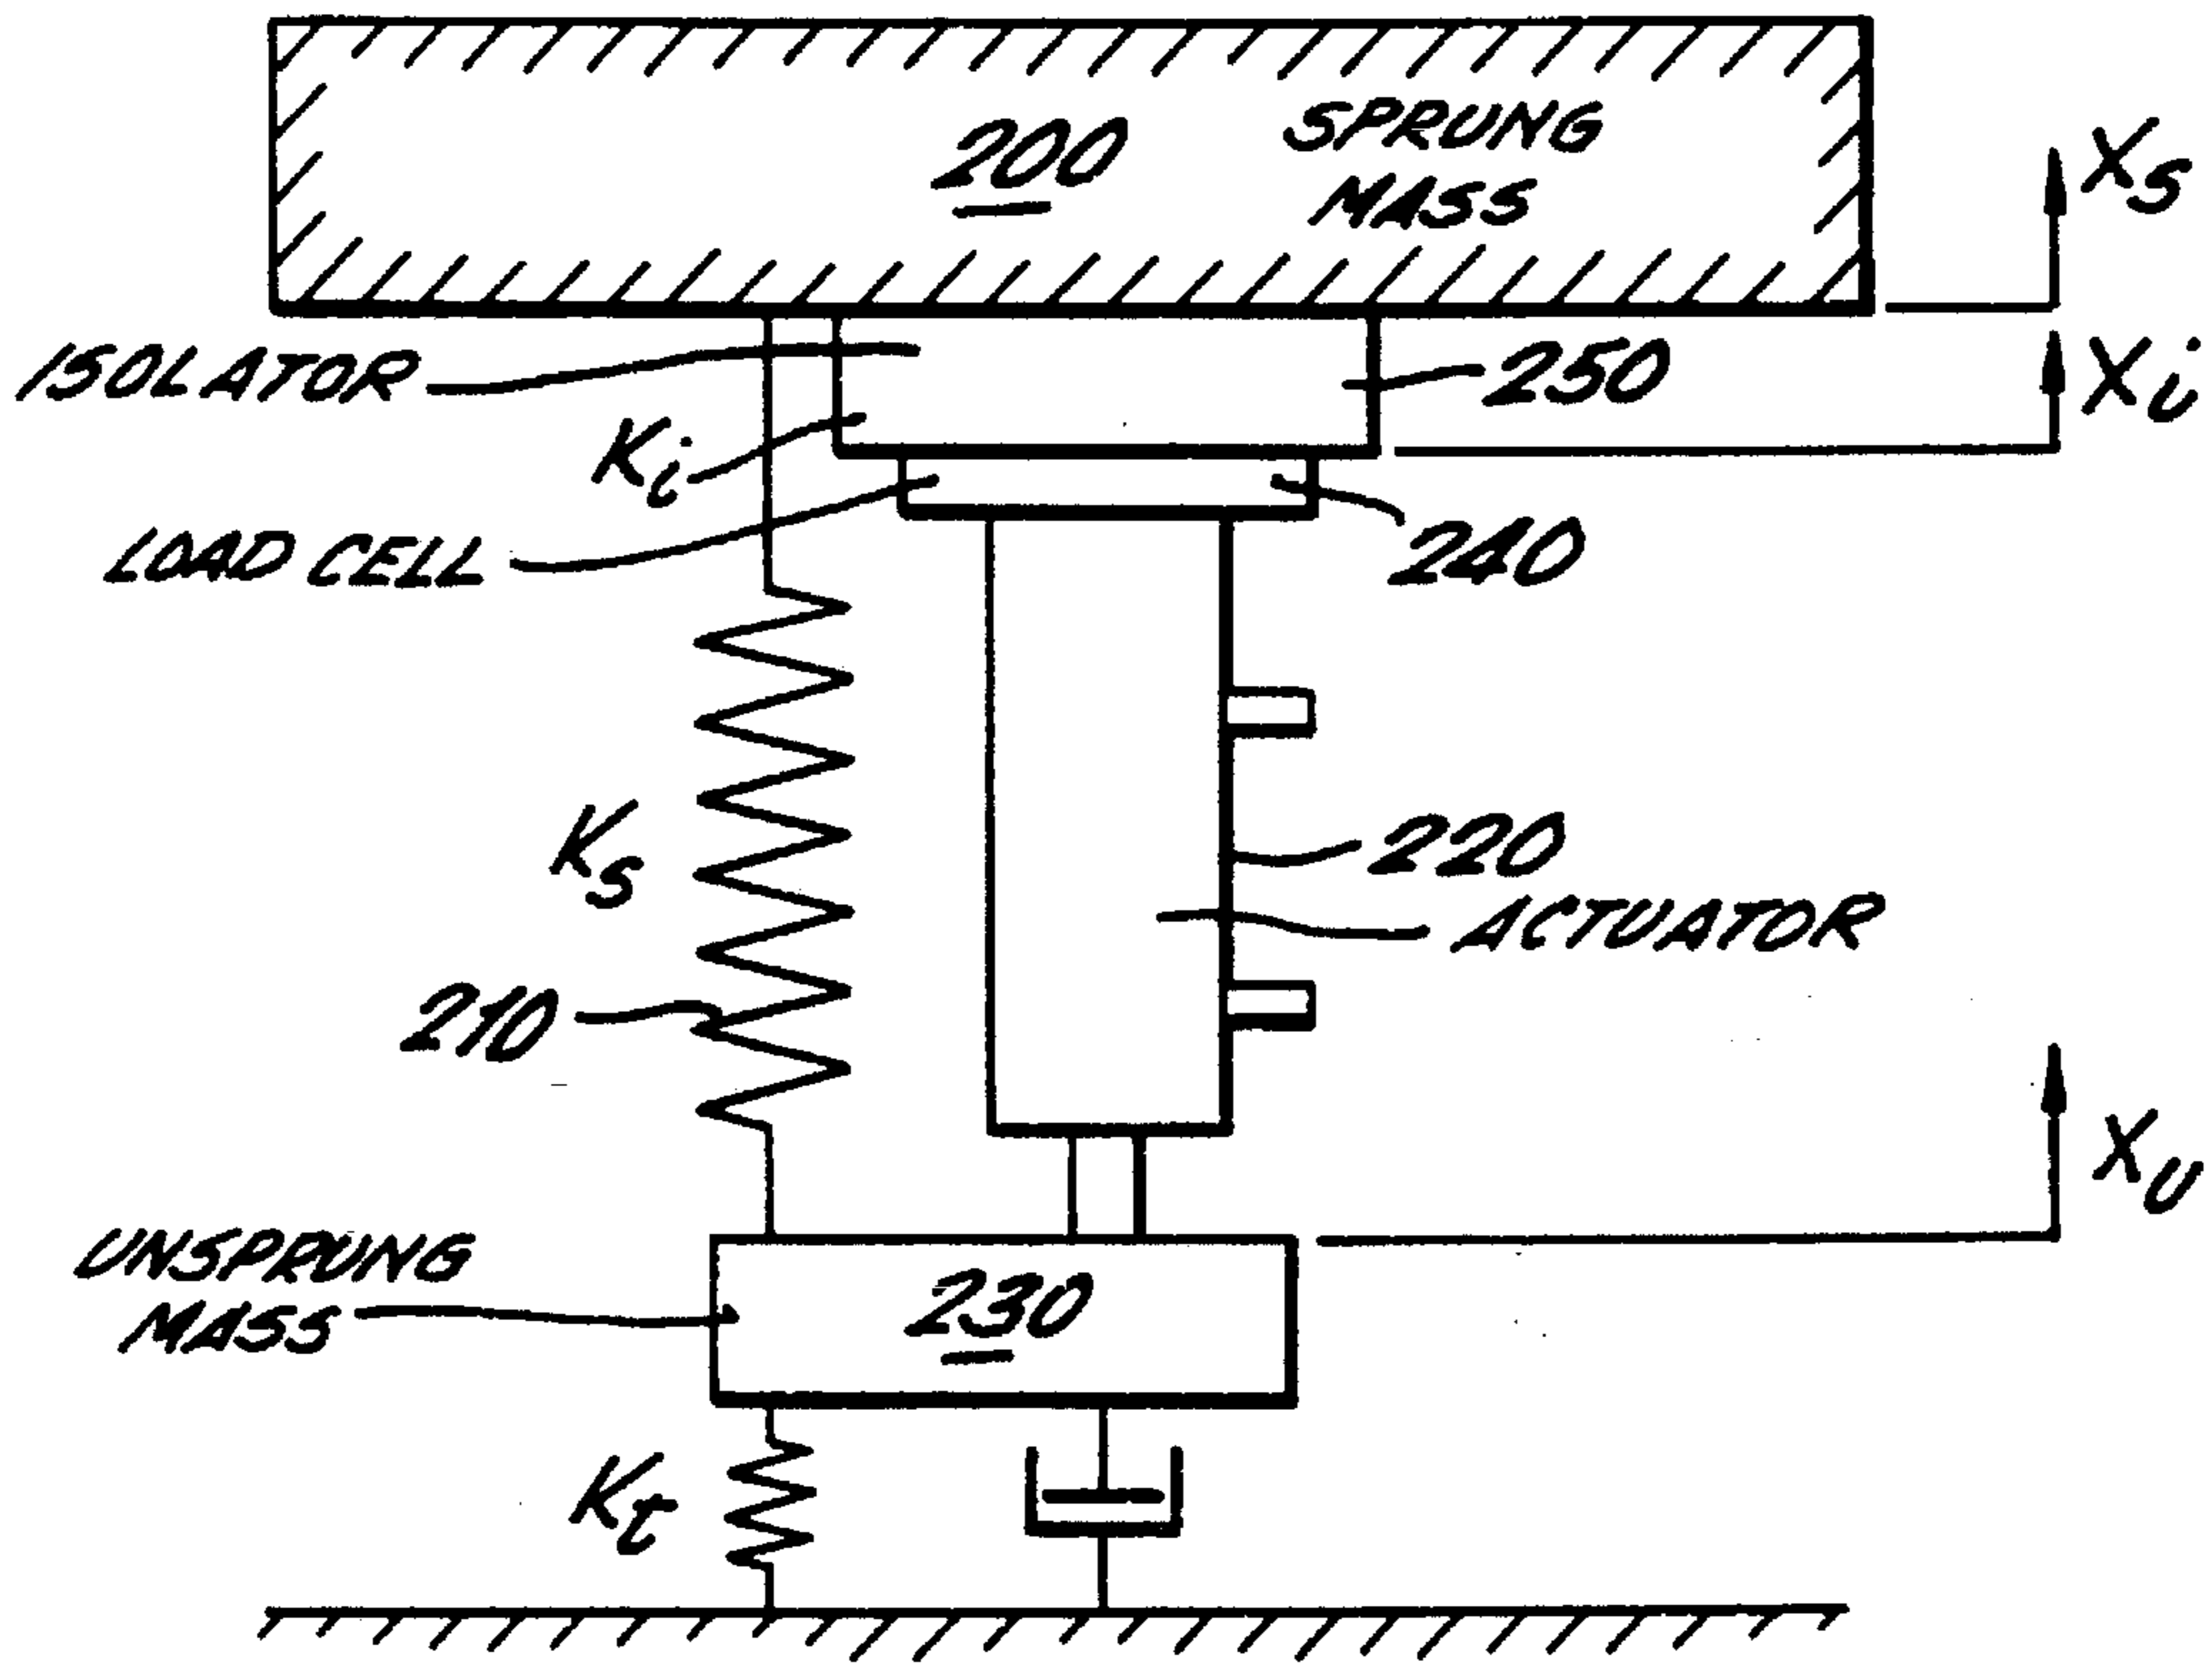 200
SPRUNG
MASS
Xs
ISOLATOR
250
Xi
Ki
LOAD CELL
240
Ks
220
ACTUATOR
210
Xu
UNSPRUNG
MASS
230
Kt